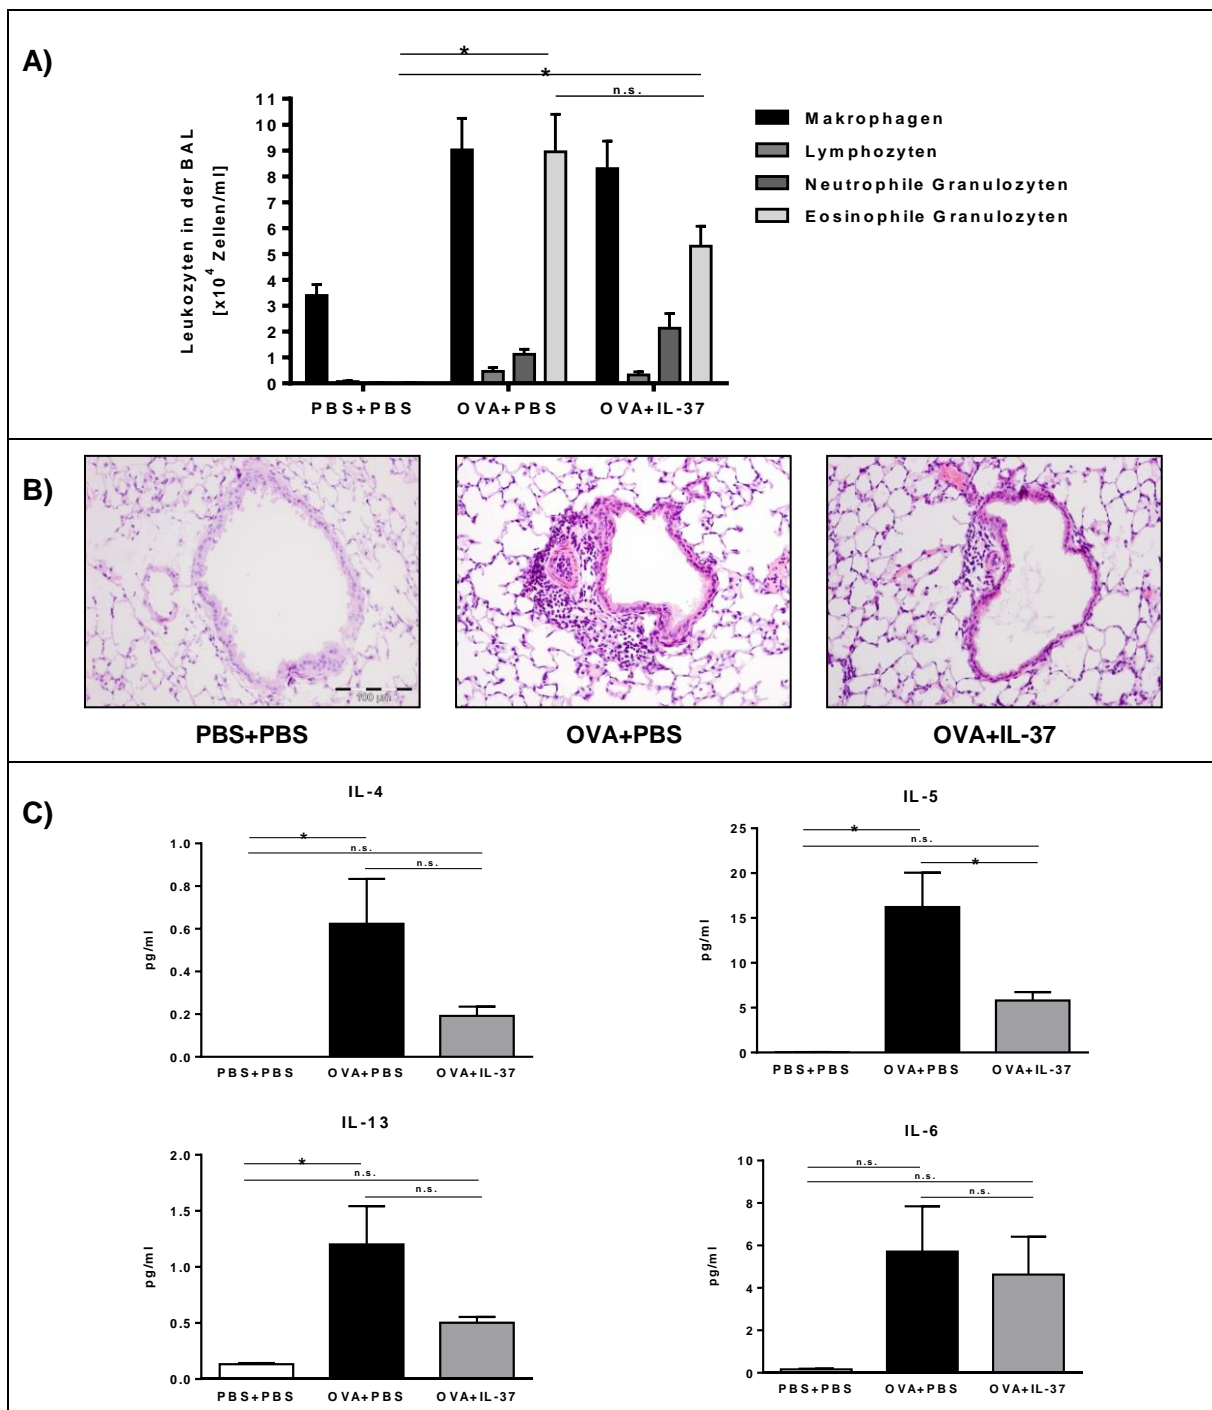 A)
*
*
n.s.
11
10
9
8
7
6
5
4
3
2
1
0
Leukozyten in der BAL
[x10⁴ Zellen/ml]
PBS+PBS
OVA+PBS
OVA+IL-37
Makrophagen
Lymphozyten
Neutrophile Granulozyten
Eosinophile Granulozyten
B)
100 µm
PBS+PBS
OVA+PBS
OVA+IL-37
C)
IL-4
*
n.s.
n.s.
1.0
0.8
0.6
0.4
0.2
0.0
pg/ml
PBS+PBS
OVA+PBS
OVA+IL-37
IL-5
*
n.s.
*
25
20
15
10
5
0
pg/ml
PBS+PBS
OVA+PBS
OVA+IL-37
IL-13
*
n.s.
n.s.
2.0
1.5
1.0
0.5
0.0
pg/ml
PBS+PBS
OVA+PBS
OVA+IL-37
IL-6
n.s.
n.s.
n.s.
10
8
6
4
2
0
pg/ml
PBS+PBS
OVA+PBS
OVA+IL-37